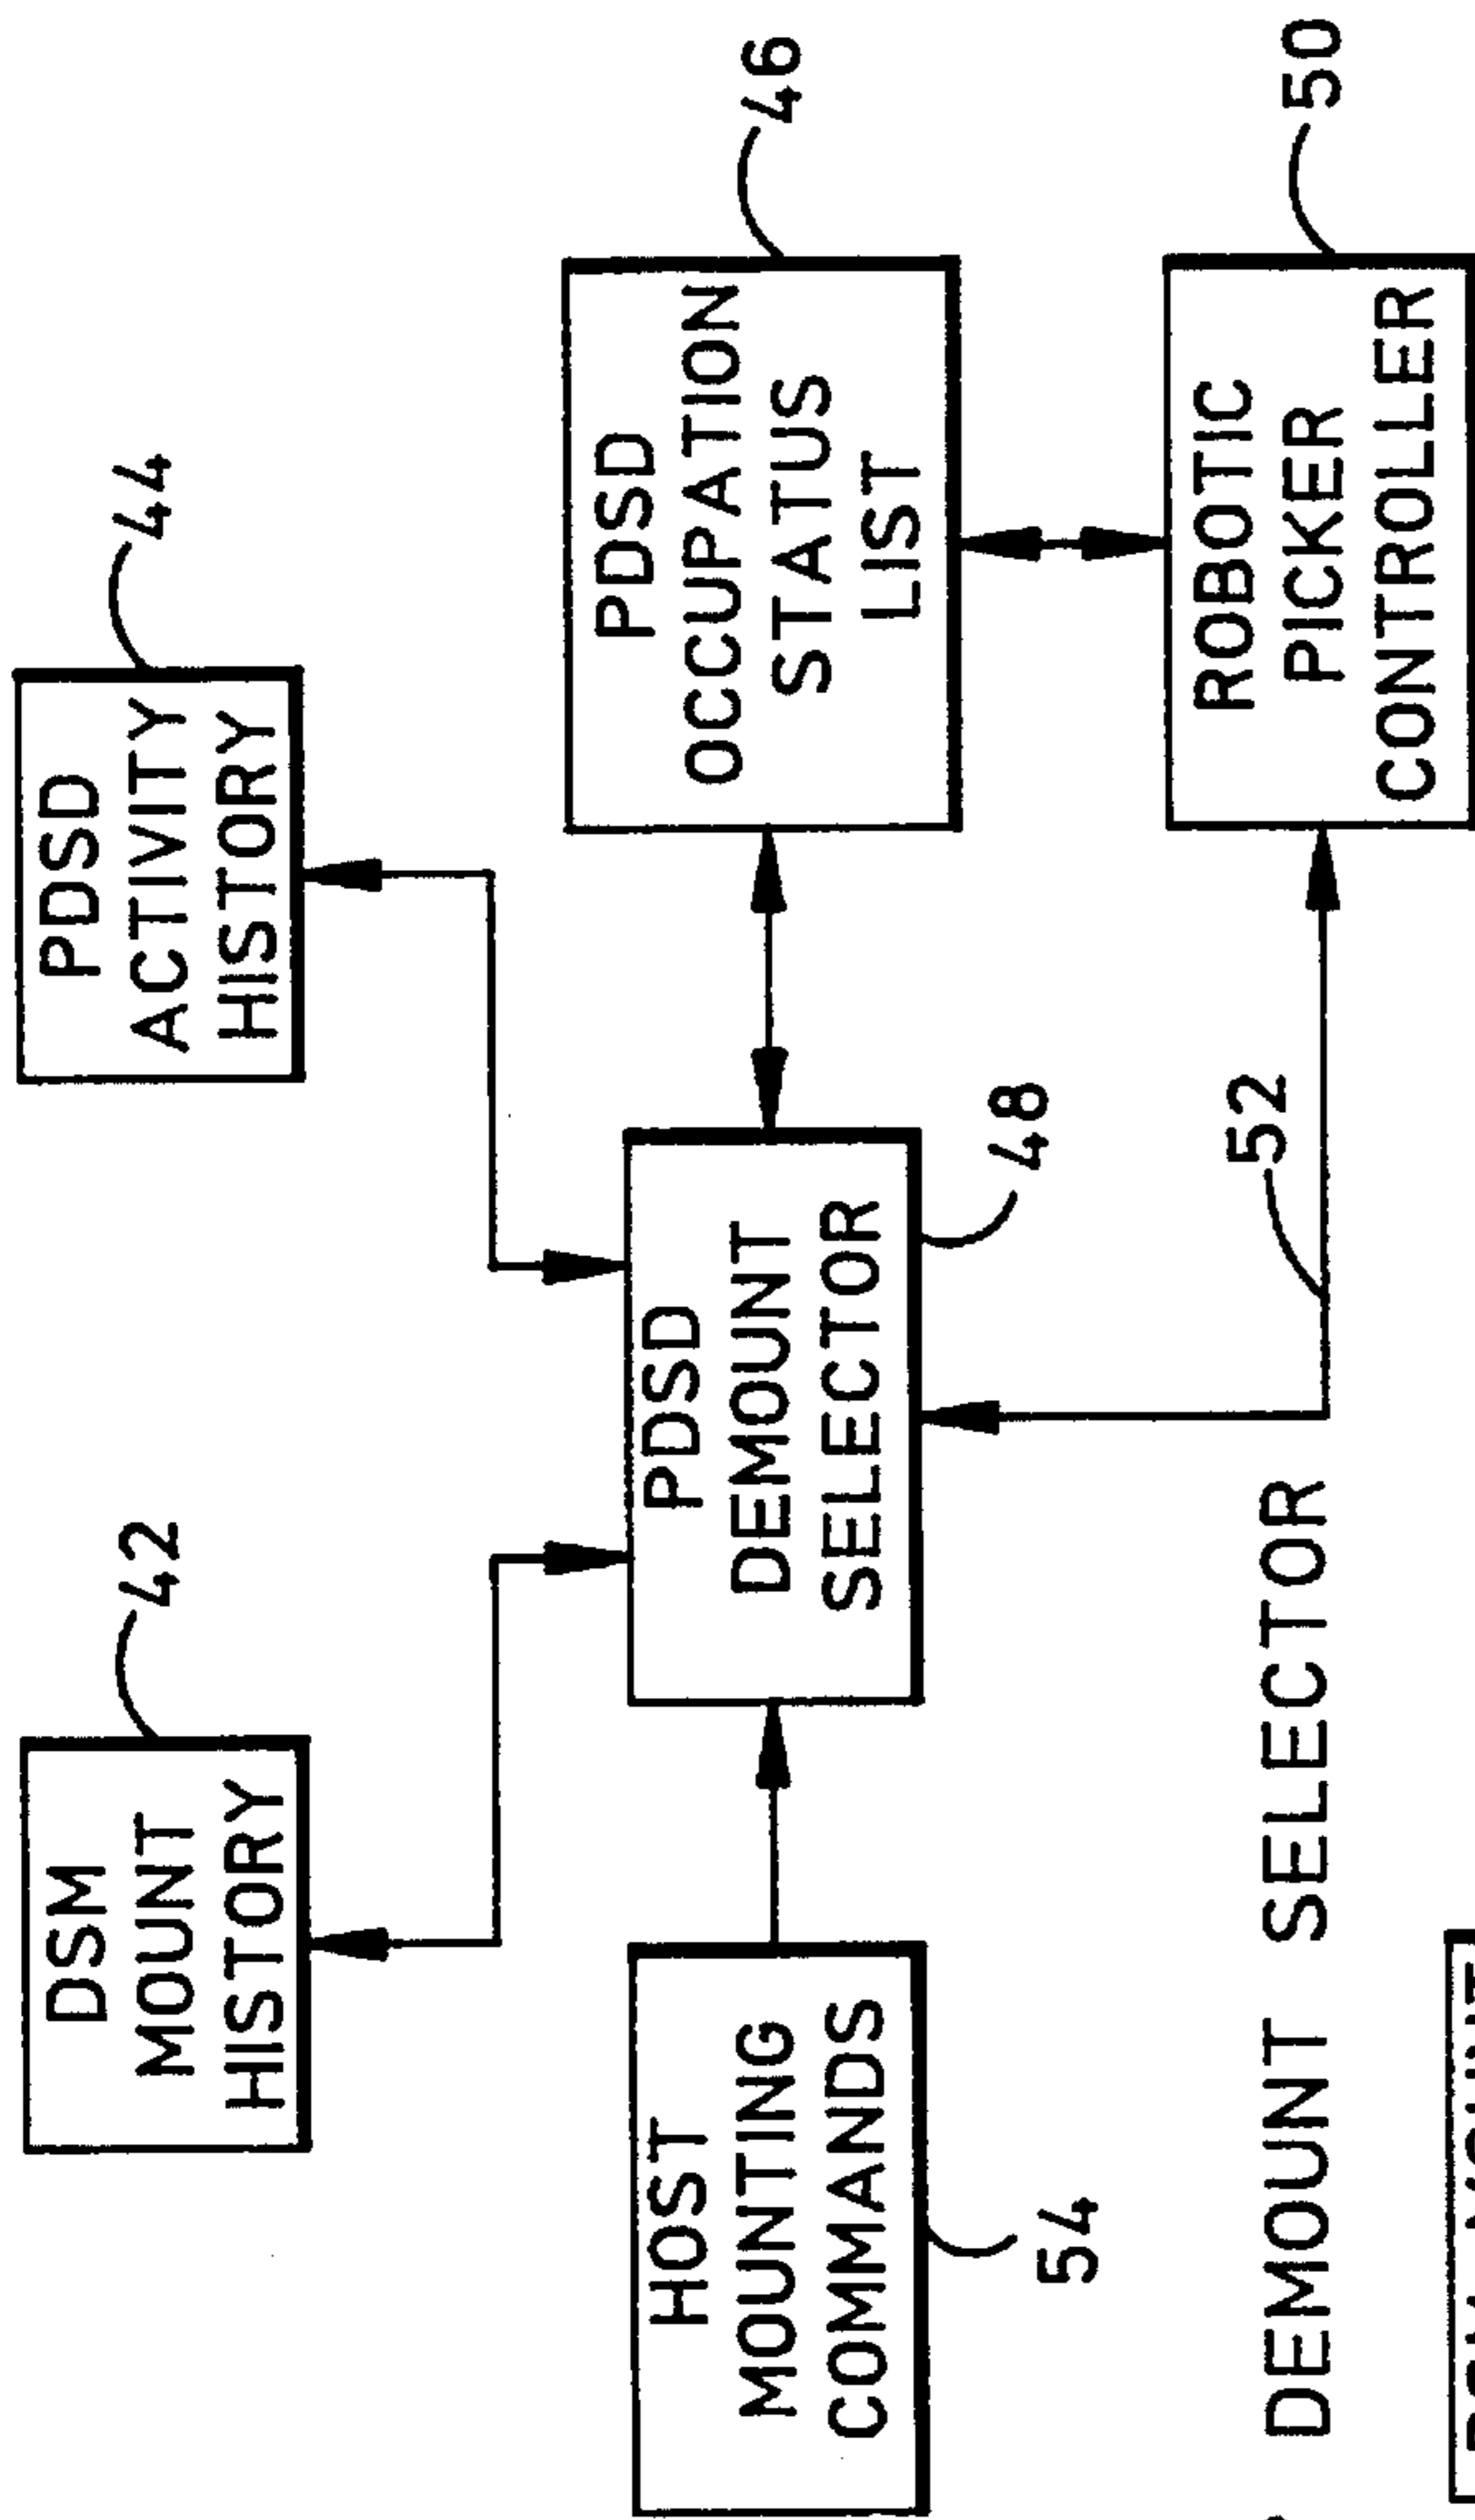 DSM
MOUNT
HISTORY
42
PDSD
ACTIVITY
HISTORY
44
HOST
MOUNTING
COMMANDS
54
PDSD
DEMOUNT
SELECTOR
48
PDSD
OCCUPATION
STATUS
LIST
46
52
ROBOTIC
PICKER
CONTROLLER
50
DEMOUNT SELECTOR